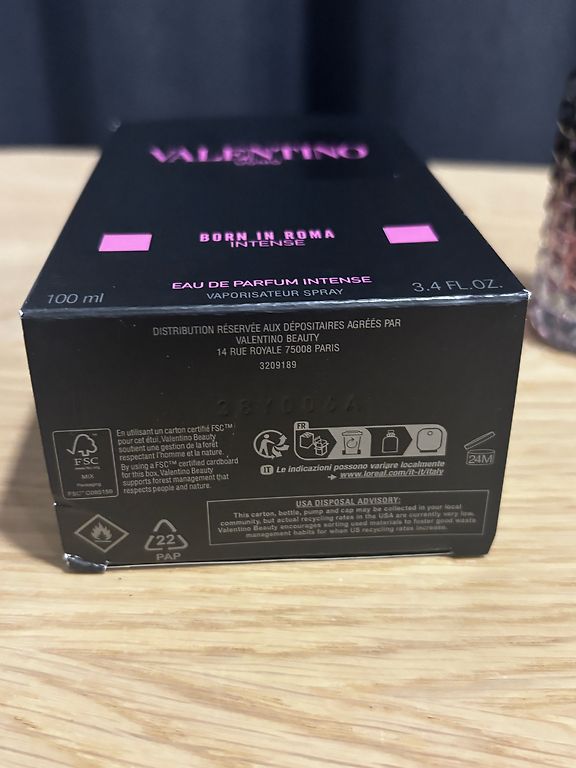 VALENTINO
BORN IN ROMA
INTENSE
EAU DE PARFUM INTENSE
VAPORISATEUR SPRAY
100 ml
3.4 FL.OZ.
DISTRIBUTION RÉSERVÉE AUX DÉPOSITAIRES AGRÉÉS PAR
VALENTINO BEAUTY
14 RUE ROYALE 75008 PARIS
3209189
FSC
MIX
Packaging
FSC® C080159
En utilisant un carton certifié FSC™
pour cet étui, Valentino Beauty
soutient une gestion de la forêt
respectant l'homme et la nature.
By using a FSC™ certified cardboard
for this box, Valentino Beauty
supports forest management that
respects people and nature.
FR
IT Le indicazioni possono variare localmente
www.loreal.com/it-it/italy
24M
USA DISPOSAL ADVISORY:
This carton, bottle, pump and cap may be collected in your local
community, but actual recycling rates in the USA are currently very low.
Valentino Beauty encourages sorting used materials to foster good waste
management habits for when US recycling rates increase.
22
PAP